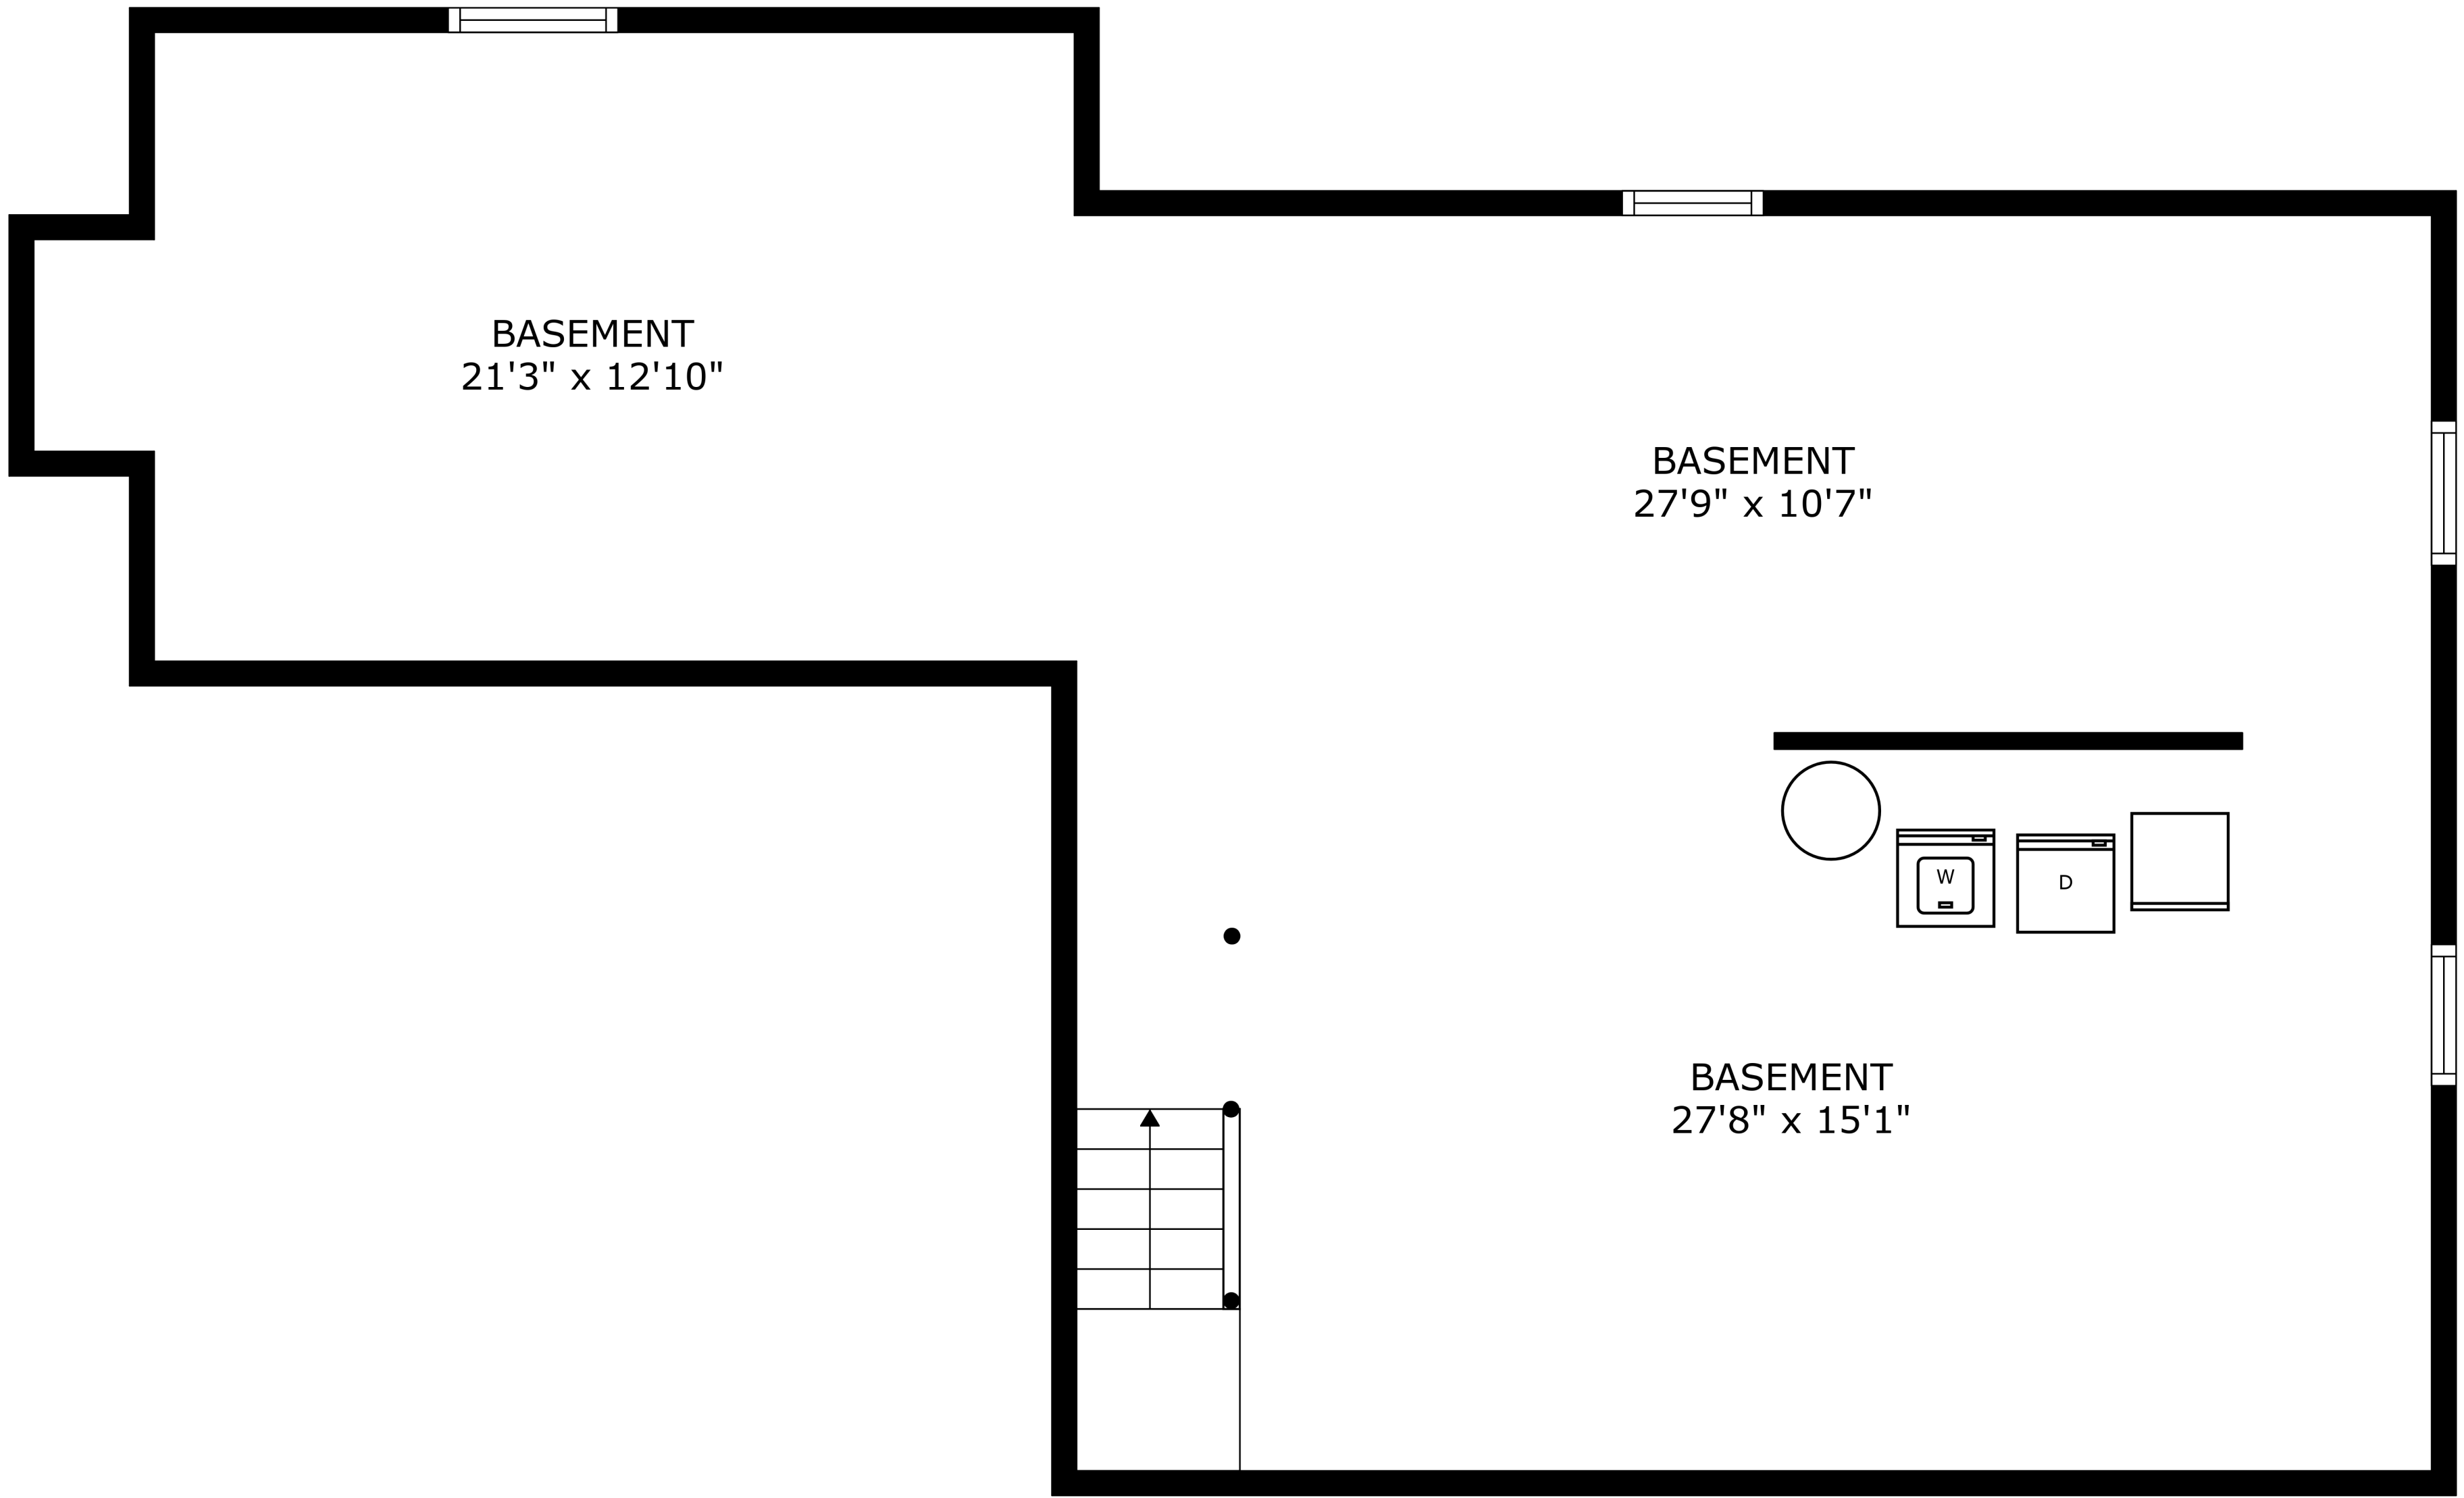 BASEMENT
21'3" x 12'10"
BASEMENT
27'9" x 10'7"
W
D
BASEMENT
27'8" x 15'1"